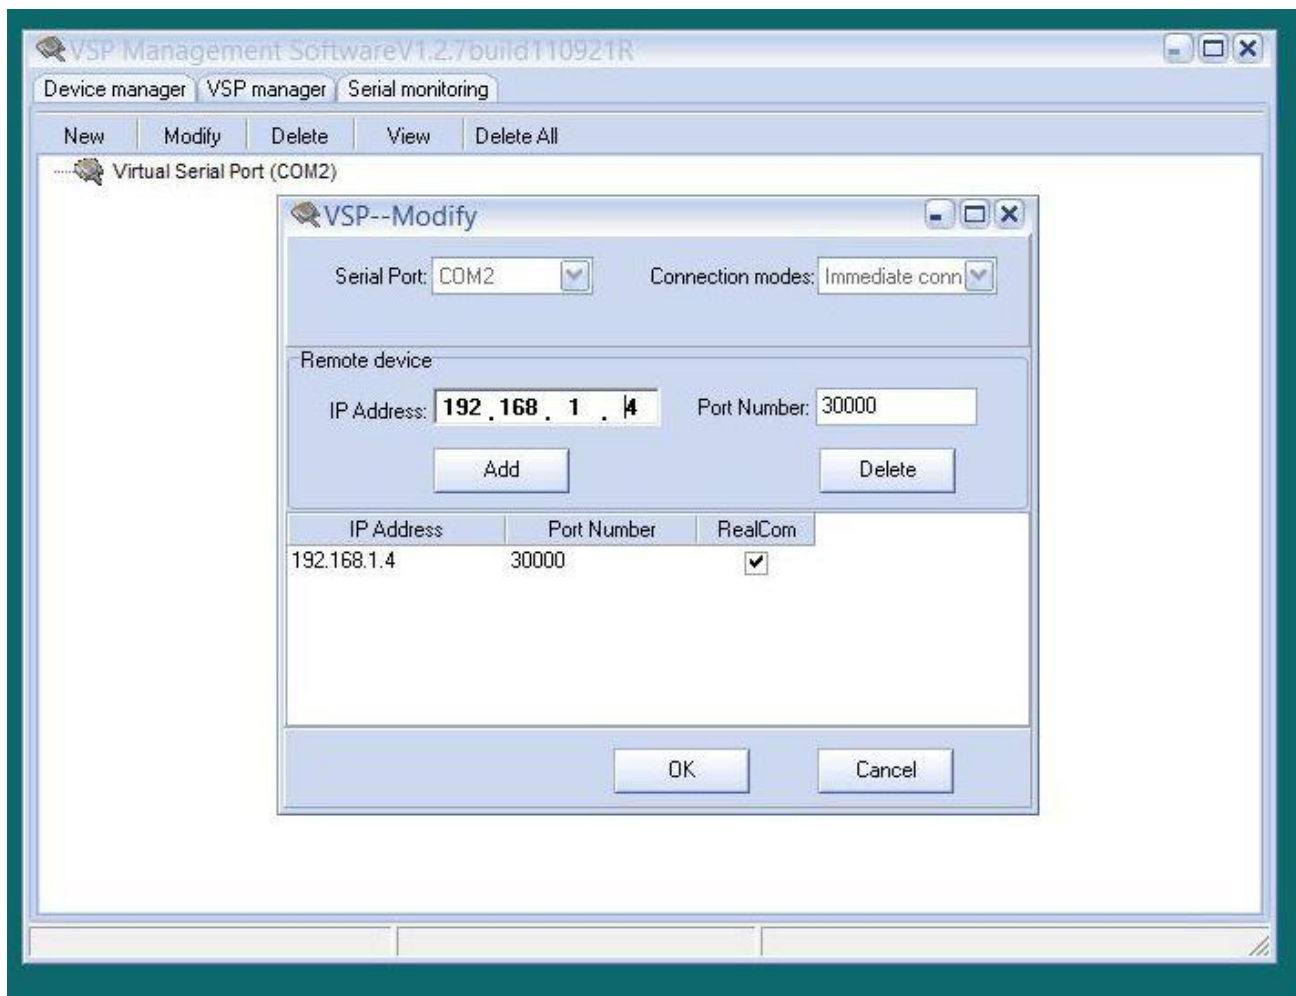 VSP Management SoftwareV1.2.7build110921R
Device manager VSP manager Serial monitoring
New Modify Delete View Delete All
Virtual Serial Port (COM2)
VSP--Modify
Serial Port: COM2 Connection modes: Immediate conn
Remote device
IP Address: 192 . 168 . 1 . 4 Port Number: 30000
Add Delete
IP Address Port Number RealCom
192.168.1.4 30000
OK Cancel